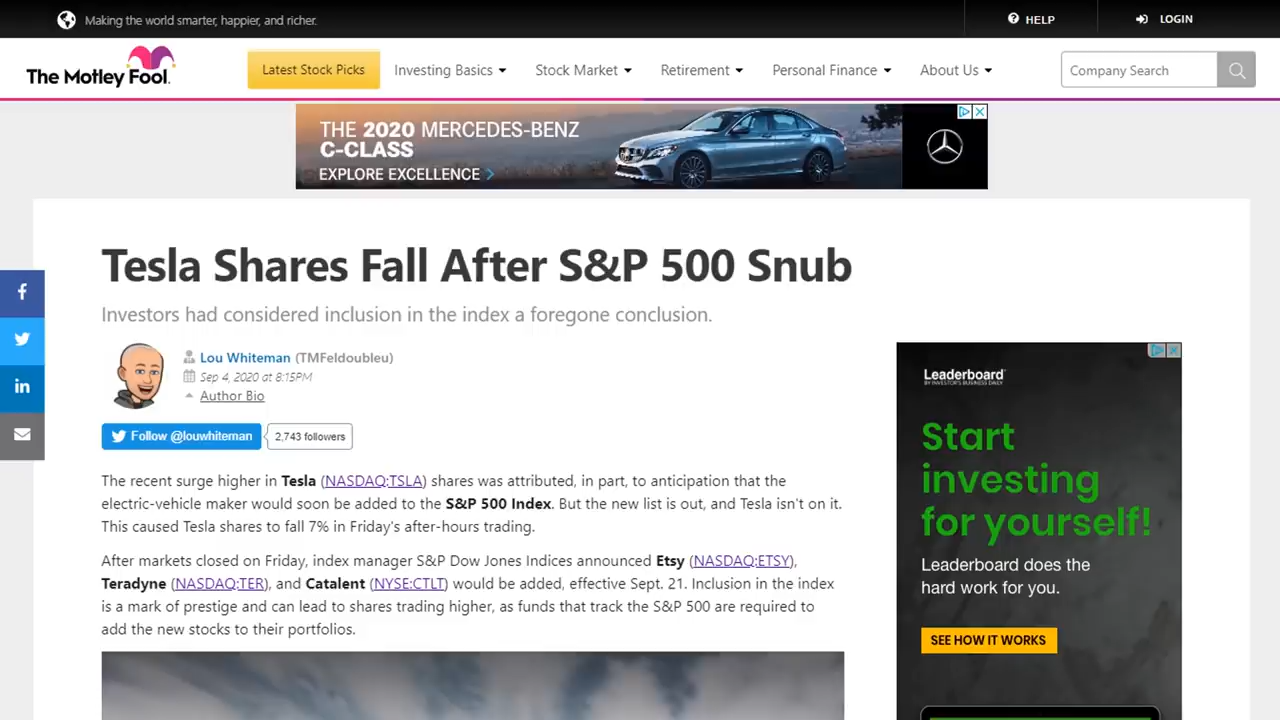 Making the world smarter, happier, and richer.
HELP
LOGIN
The Motley Fool.
Latest Stock Picks
Investing Basics
Stock Market
Retirement
Personal Finance
About Us
Company Search
THE 2020 MERCEDES-BENZ
C-CLASS
EXPLORE EXCELLENCE >
Tesla Shares Fall After S&P 500 Snub
Investors had considered inclusion in the index a foregone conclusion.
Lou Whiteman (TMFeldoubleu)
Sep 4, 2020 at 8:15PM
Author Bio
Follow @louwhiteman
2,743 followers
The recent surge higher in Tesla (NASDAQ:TSLA) shares was attributed, in part, to anticipation that the
electric-vehicle maker would soon be added to the S&P 500 Index. But the new list is out, and Tesla isn't on it.
This caused Tesla shares to fall 7% in Friday's after-hours trading.
After markets closed on Friday, index manager S&P Dow Jones Indices announced Etsy (NASDAQ:ETSY),
Teradyne (NASDAQ:TER), and Catalent (NYSE:CTLT) would be added, effective Sept. 21. Inclusion in the index
is a mark of prestige and can lead to shares trading higher, as funds that track the S&P 500 are required to
add the new stocks to their portfolios.
Leaderboard
BY INVESTOR'S BUSINESS DAILY
Start
investing
for yourself!
Leaderboard does the
hard work for you.
SEE HOW IT WORKS